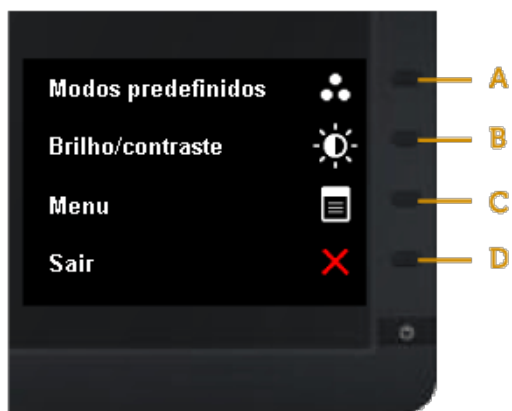 Modos predefinidos
A
Brilho/contraste
B
Menu
C
Sair
D